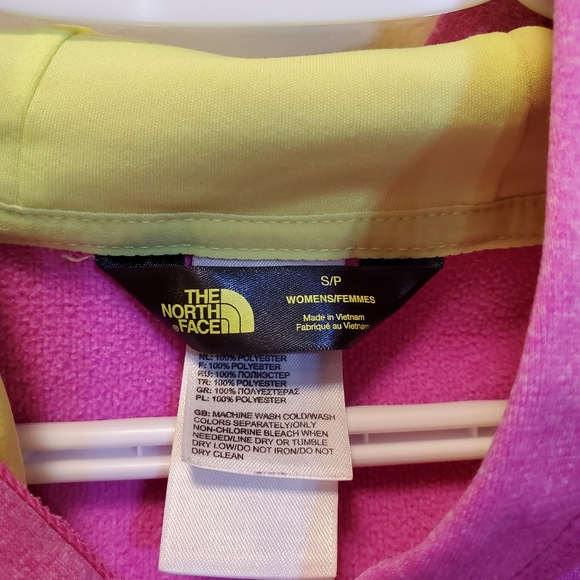 THE
NORTH
FACE
S/P
WOMENS/FEMMES
Made in Vietnam
Fabriqué au Vietnam
NL: 100% POLYESTER
F: 100% POLYESTER
RU: 100% ПОЛИЭСТЕР
TR: 100% POLYESTER
GR: 100% ΠΟΛΥΕΣΤΕΡΑΣ
PL: 100% POLYESTER
GB: MACHINE WASH COLD/WASH
COLORS SEPARATELY/ONLY
NON-CHLORINE BLEACH WHEN
NEEDED/LINE DRY OR TUMBLE
DRY LOW/DO NOT IRON/DO NOT
DRY CLEAN